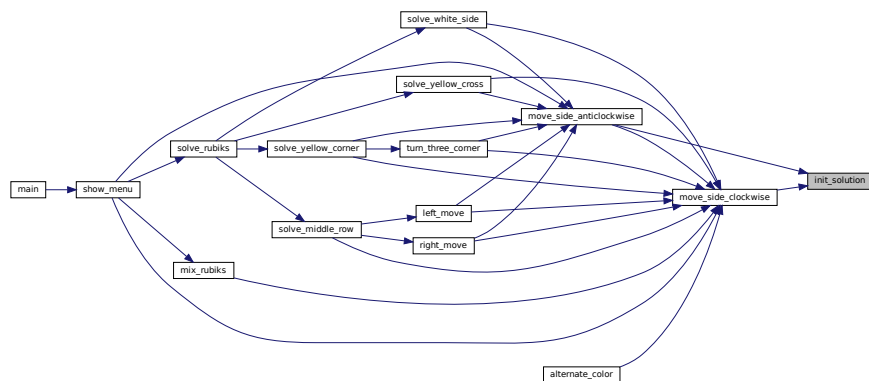 solve_white_side
solve_yellow_cross
move_side_anticlockwise
solve_rubiks
solve_yellow_corner
turn_three_corner
init_solution
main
show_menu
move_side_clockwise
left_move
solve_middle_row
right_move
mix_rubiks
alternate_color